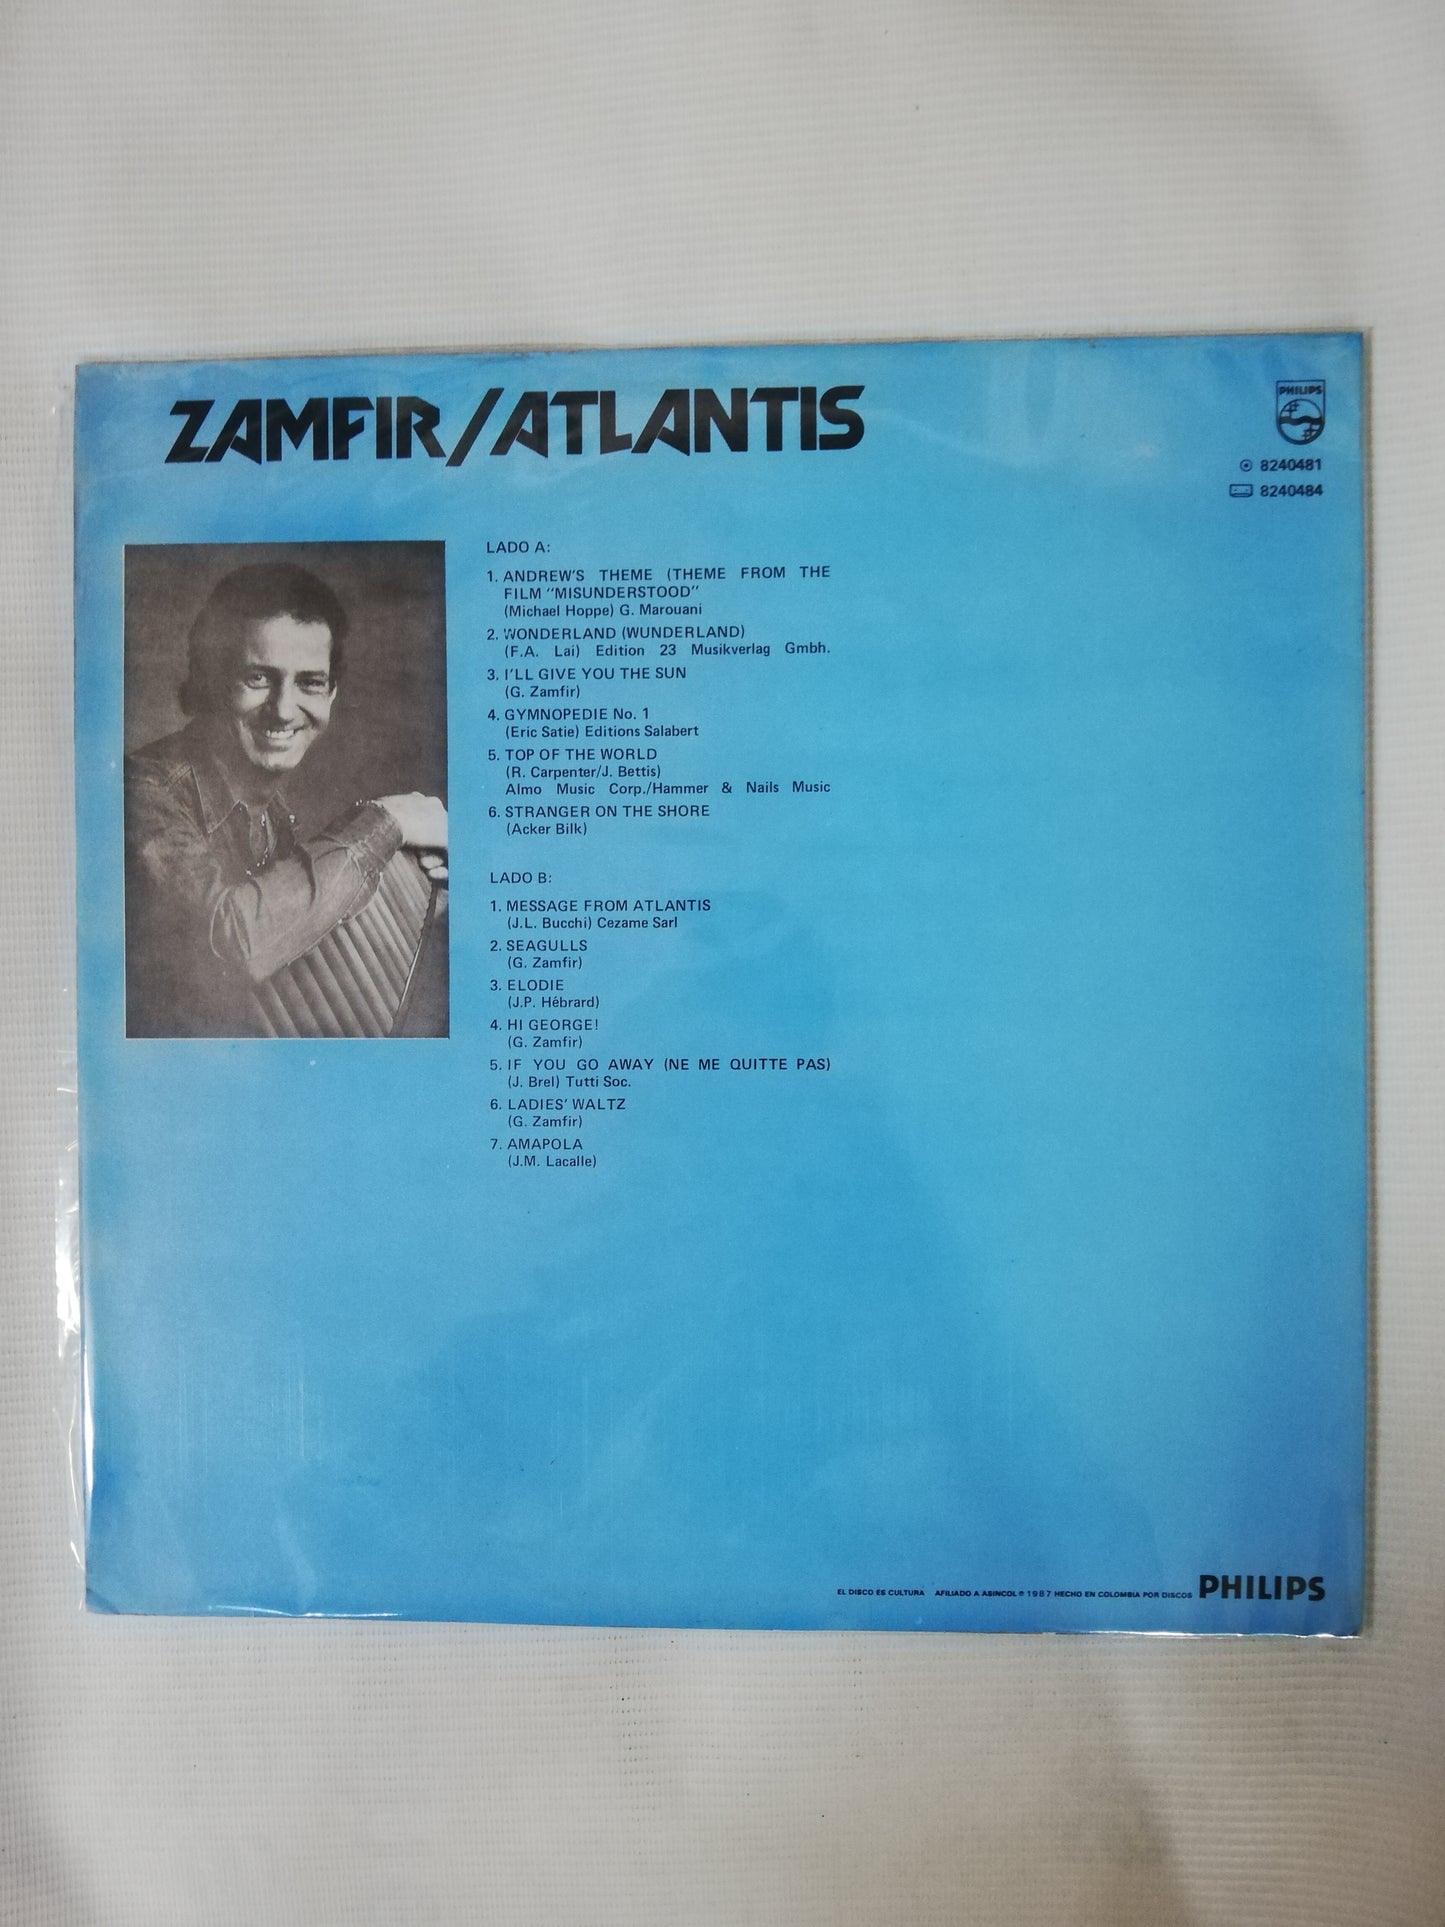 ZAMFIR/ATLANTIS
PHILIPS
8240481
8240484
LADO A:
1. ANDREW'S THEME (THEME FROM THE
FILM "MISUNDERSTOOD"
(Michael Hoppe) G. Marouani
2. WONDERLAND (WUNDERLAND)
(F.A. Lai) Edition 23 Musikverlag Gmbh.
3. I'LL GIVE YOU THE SUN
(G. Zamfir)
4. GYMNOPEDIE No. 1
(Eric Satie) Editions Salabert
5. TOP OF THE WORLD
(R. Carpenter/J. Bettis)
Almo Music Corp./Hammer & Nails Music
6. STRANGER ON THE SHORE
(Acker Bilk)
LADO B:
1. MESSAGE FROM ATLANTIS
(J.L. Bucchi) Cezame Sarl
2. SEAGULLS
(G. Zamfir)
3. ELODIE
(J.P. Hébrard)
4. HI GEORGE!
(G. Zamfir)
5. IF YOU GO AWAY (NE ME QUITTE PAS)
(J. Brel) Tutti Soc.
6. LADIES' WALTZ
(G. Zamfir)
7. AMAPOLA
(J.M. Lacalle)
EL DISCO ES CULTURA AFILIADO A ASINCOL ℗ 1987 HECHO EN COLOMBIA POR DISCOS PHILIPS